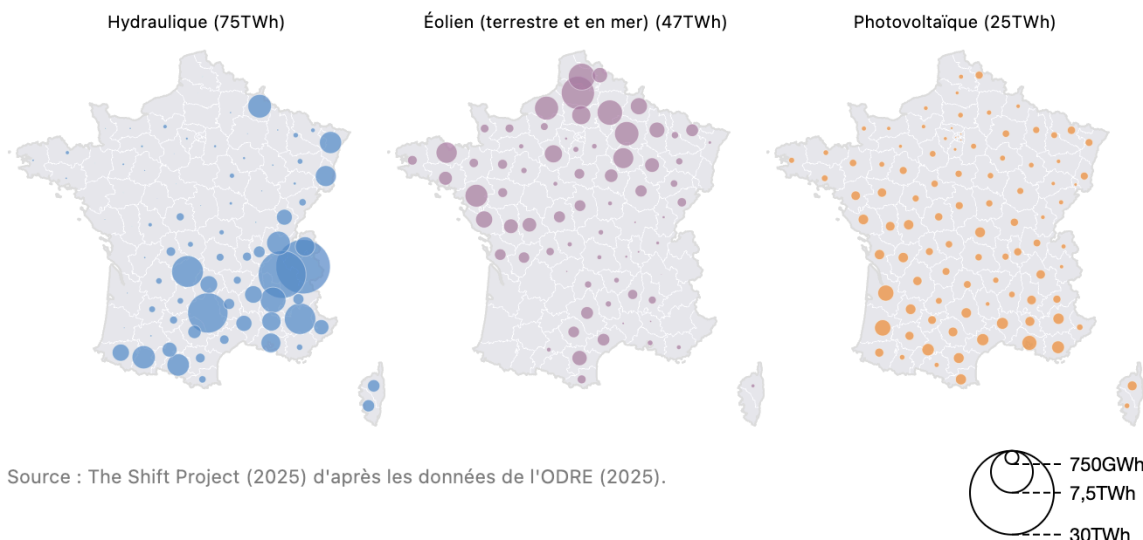 Hydraulique (75TWh)
Éolien (terrestre et en mer) (47TWh)
Photovoltaïque (25TWh)
Source : The Shift Project (2025) d'après les données de l'ODRE (2025).
750GWh
7,5TWh
30TWh